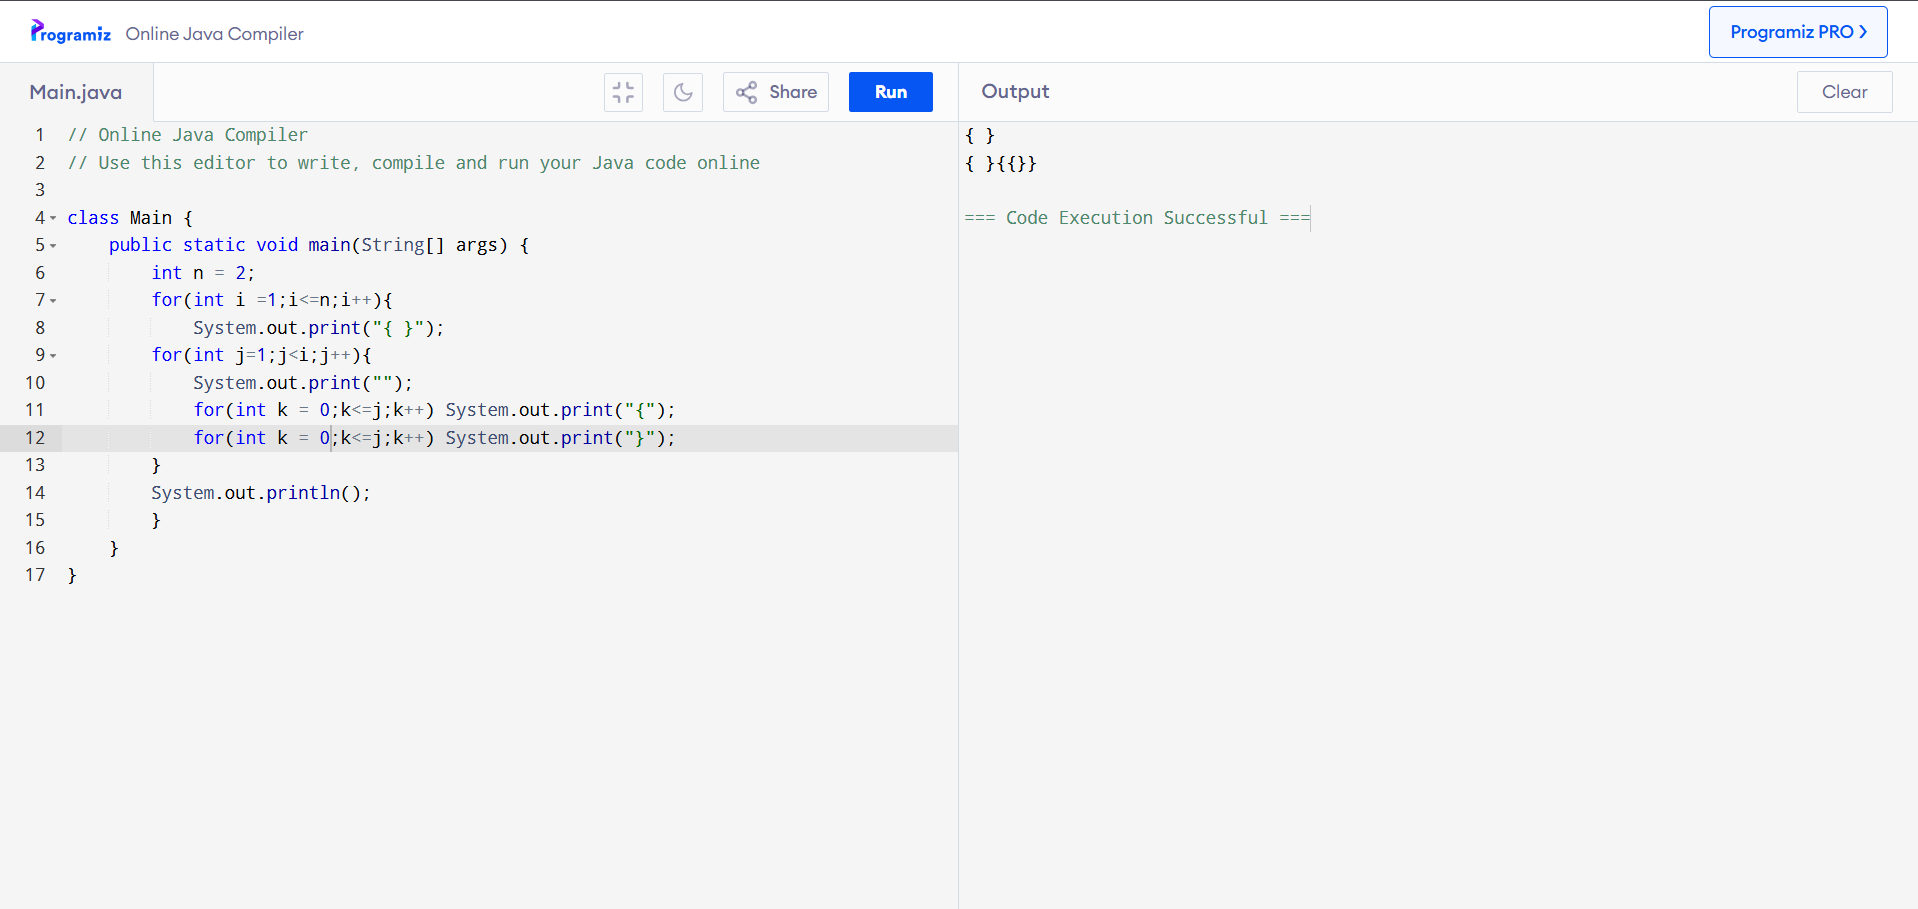 Programiz Online Java Compiler
Programiz PRO ❯
Main.java
Share
Run
1 // Online Java Compiler
2 // Use this editor to write, compile and run your Java code online
3
4 class Main {
5     public static void main(String[] args) {
6         int n = 2;
7         for(int i =1;i<=n;i++){
8             System.out.print("{ }");
9         for(int j=1;j<i;j++){
10             System.out.print("");
11             for(int k = 0;k<=j;k++) System.out.print("{");
12             for(int k = 0;k<=j;k++) System.out.print("}");
13         }
14         System.out.println();
15         }
16     }
17 }
Output
Clear
{ }
{ }{{}}
=== Code Execution Successful ===